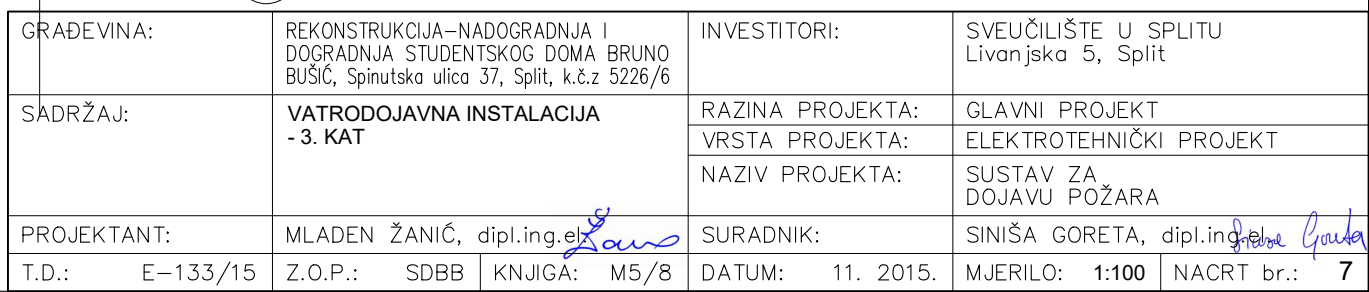 GRAĐEVINA:
REKONSTRUKCIJA–NADOGRADNJA I
DOGRADNJA STUDENTSKOG DOMA BRUNO
BUŠIĆ, Spinutska ulica 37, Split, k.č.z 5226/6
INVESTITORI:
SVEUČILIŠTE U SPLITU
Livanjska 5, Split
SADRŽAJ:
VATRODOJAVNA INSTALACIJA
- 3. KAT
RAZINA PROJEKTA:
GLAVNI PROJEKT
VRSTA PROJEKTA:
ELEKTROTEHNIČKI PROJEKT
NAZIV PROJEKTA:
SUSTAV ZA
DOJAVU POŽARA
PROJEKTANT:
MLADEN ŽANIĆ, dipl.ing.el.
SURADNIK:
SINIŠA GORETA, dipl.ing.el.
T.D.: E–133/15
Z.O.P.: SDBB
KNJIGA: M5/8
DATUM: 11. 2015.
MJERILO: 1:100
NACRT br.: 7